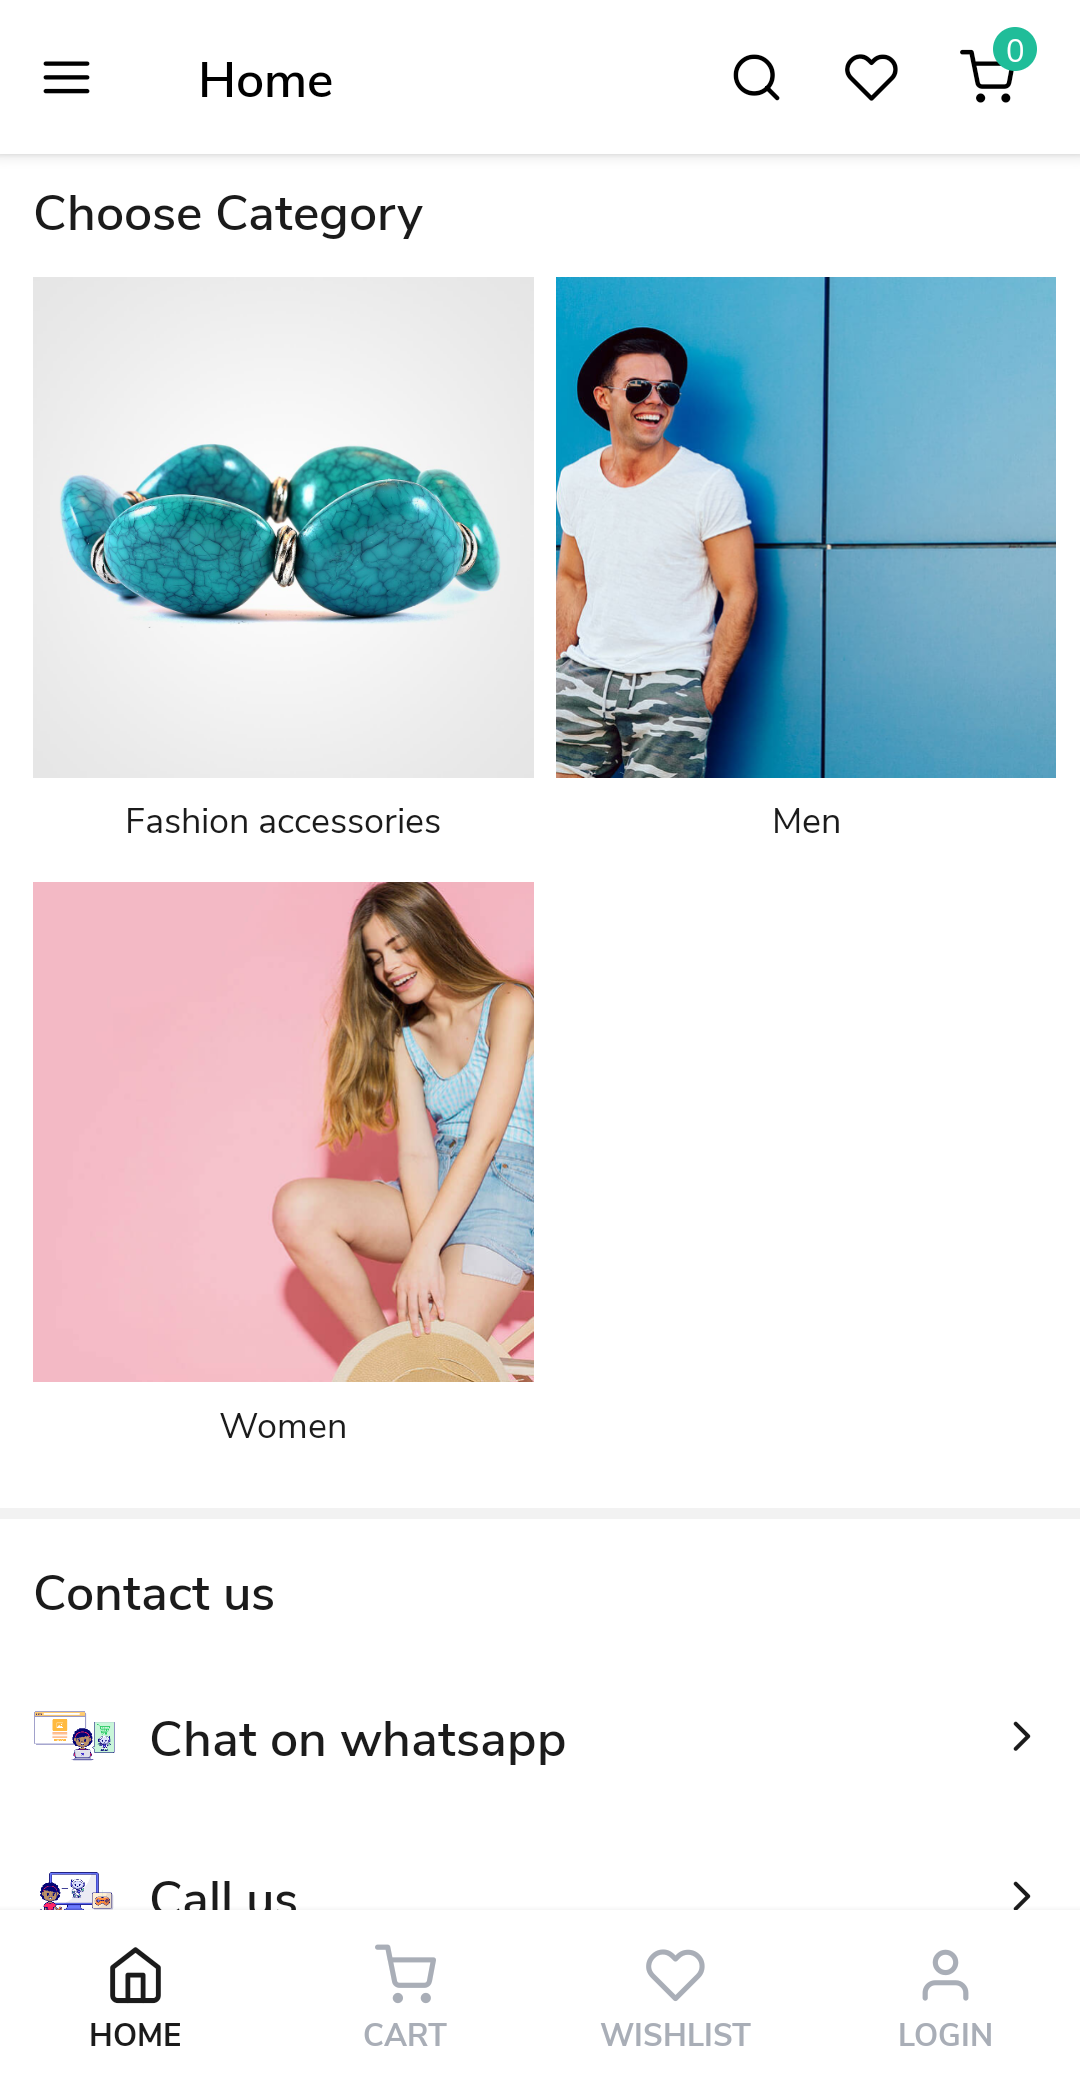 Home
0
Choose Category
Fashion accessories
Men
Women
Contact us
Chat on whatsapp
Call us
HOME
CART
WISHLIST
LOGIN